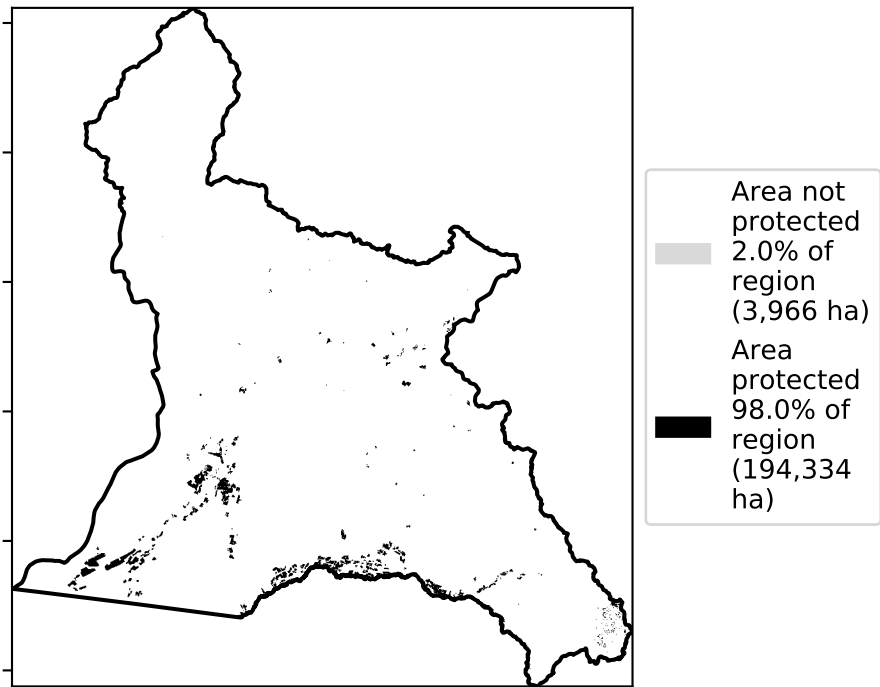 Area not
protected
2.0% of
region
(3,966 ha)
Area
protected
98.0% of
region
(194,334
ha)